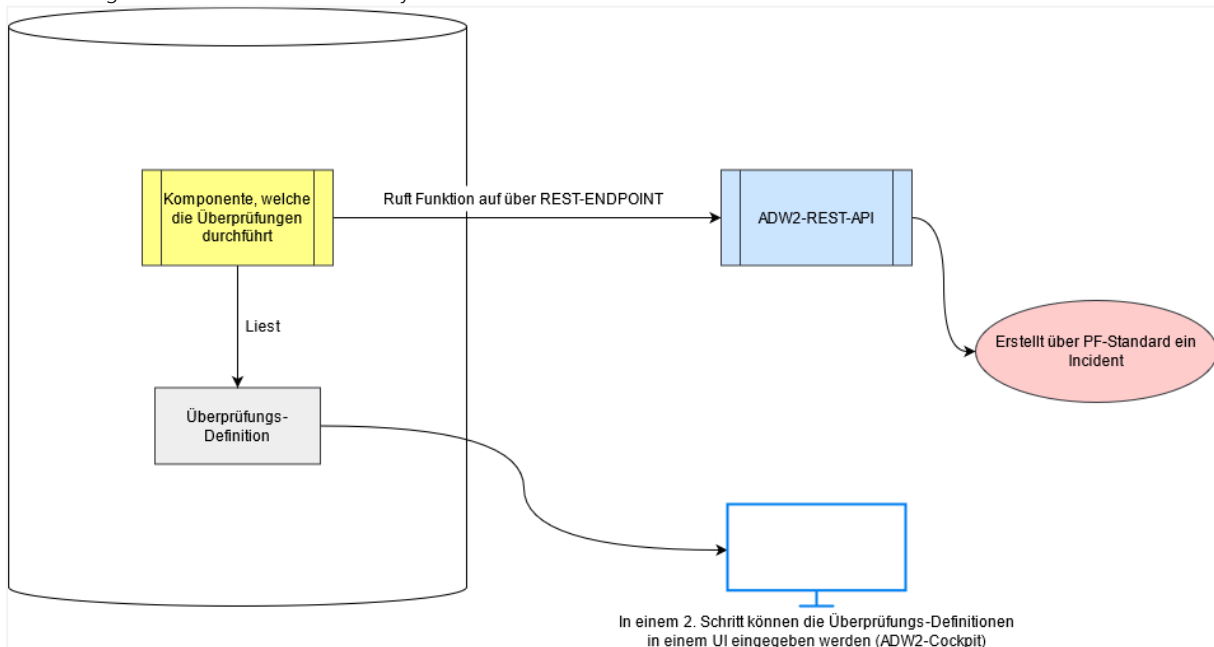 Komponente, welche
die Überprüfungen
durchführt
Ruft Funktion auf über REST-ENDPOINT
ADW2-REST-API
Erstellt über PF-Standard ein
Incident
Liest
Überprüfungs-
Definition
In einem 2. Schritt können die Überprüfungs-Definitionen
in einem UI eingegeben werden (ADW2-Cockpit)